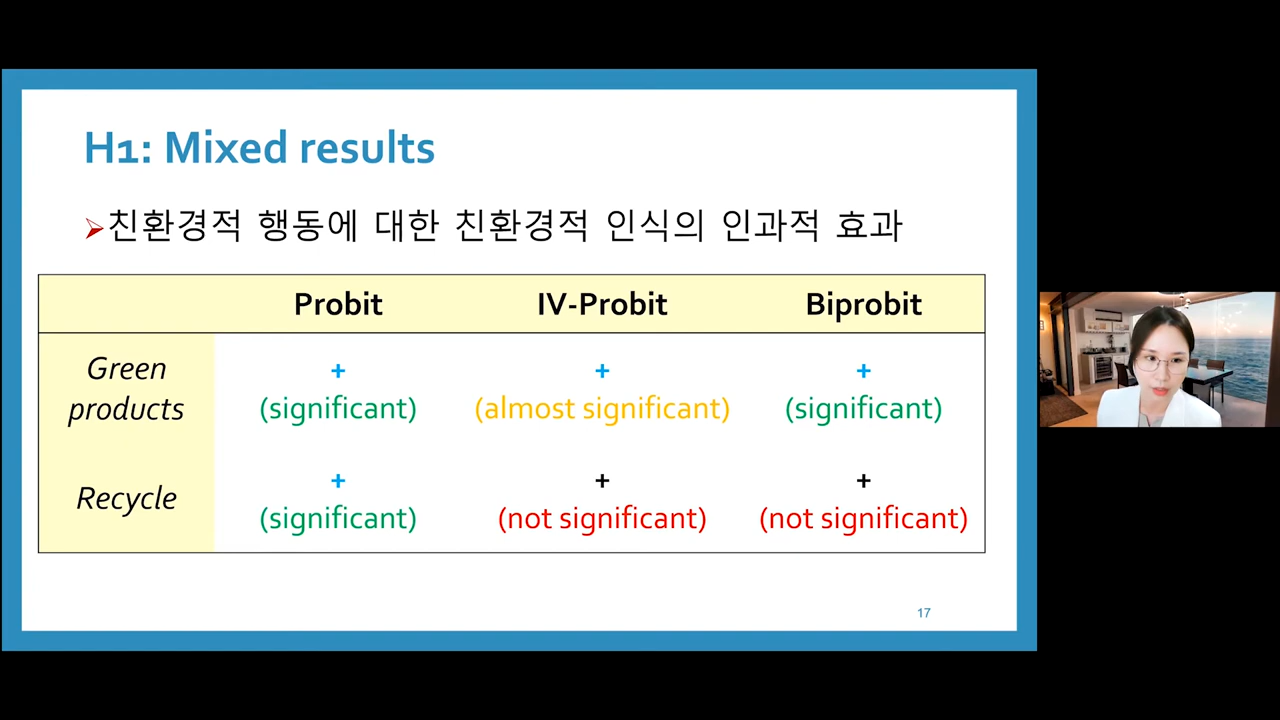 H1: Mixed results
친환경적 행동에 대한 친환경적 인식의 인과적 효과
Probit IV-Probit Biprobit
Green products
+ + +
(significant) (almost significant) (significant)
Recycle
+ + +
(significant) (not significant) (not significant)
17